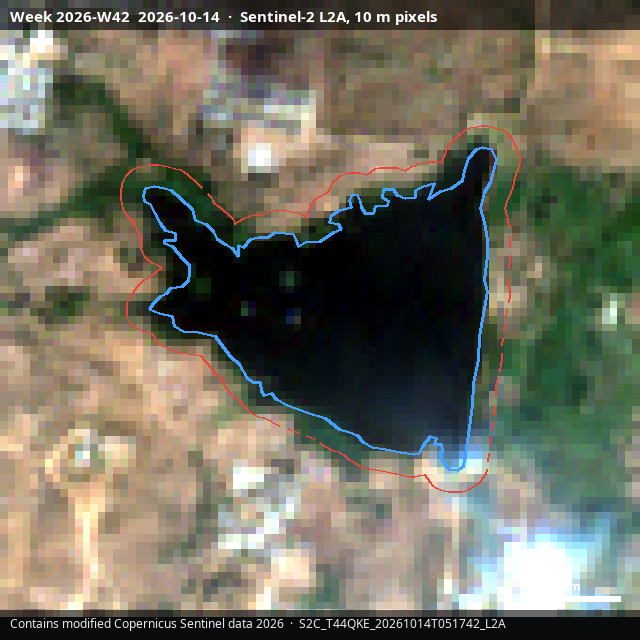 Week 2026-W42  2026-10-14  ·  Sentinel-2 L2A, 10 m pixels
Contains modified Copernicus Sentinel data 2026  ·  S2C_T44QKE_20261014T051742_L2A